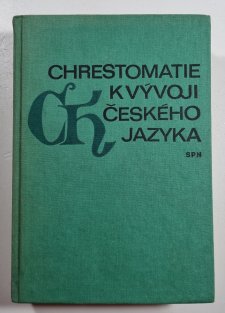 CHRESTOMATIE
K VÝVOJI
ČESKÉHO
JAZYKA
SPN